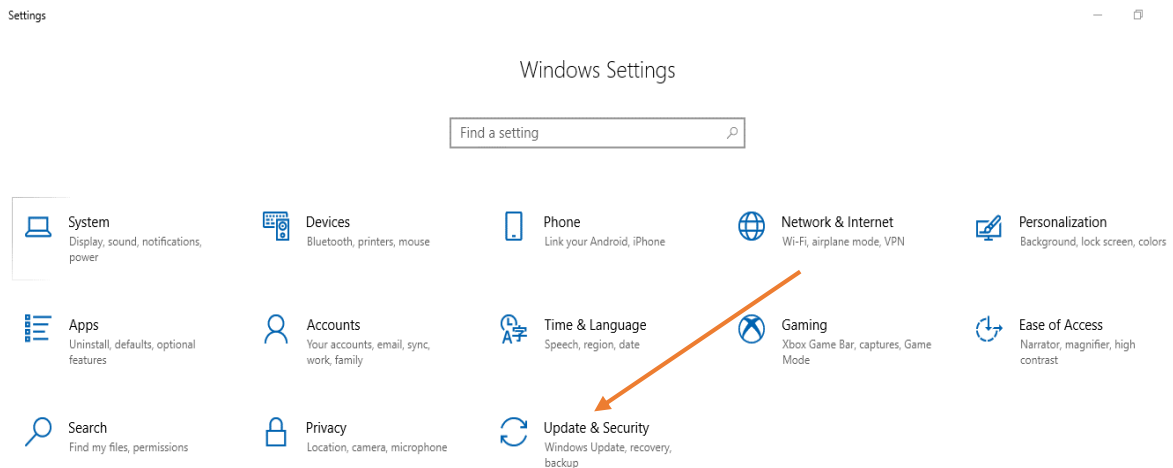 Settings
Windows Settings
Find a setting
System
Display, sound, notifications,
power
Devices
Bluetooth, printers, mouse
Phone
Link your Android, iPhone
Network & Internet
Wi-Fi, airplane mode, VPN
Personalization
Background, lock screen, colors
Apps
Uninstall, defaults, optional
features
Accounts
Your accounts, email, sync,
work, family
Time & Language
Speech, region, date
Gaming
Xbox Game Bar, captures, Game
Mode
Ease of Access
Narrator, magnifier, high
contrast
Search
Find my files, permissions
Privacy
Location, camera, microphone
Update & Security
Windows Update, recovery,
backup